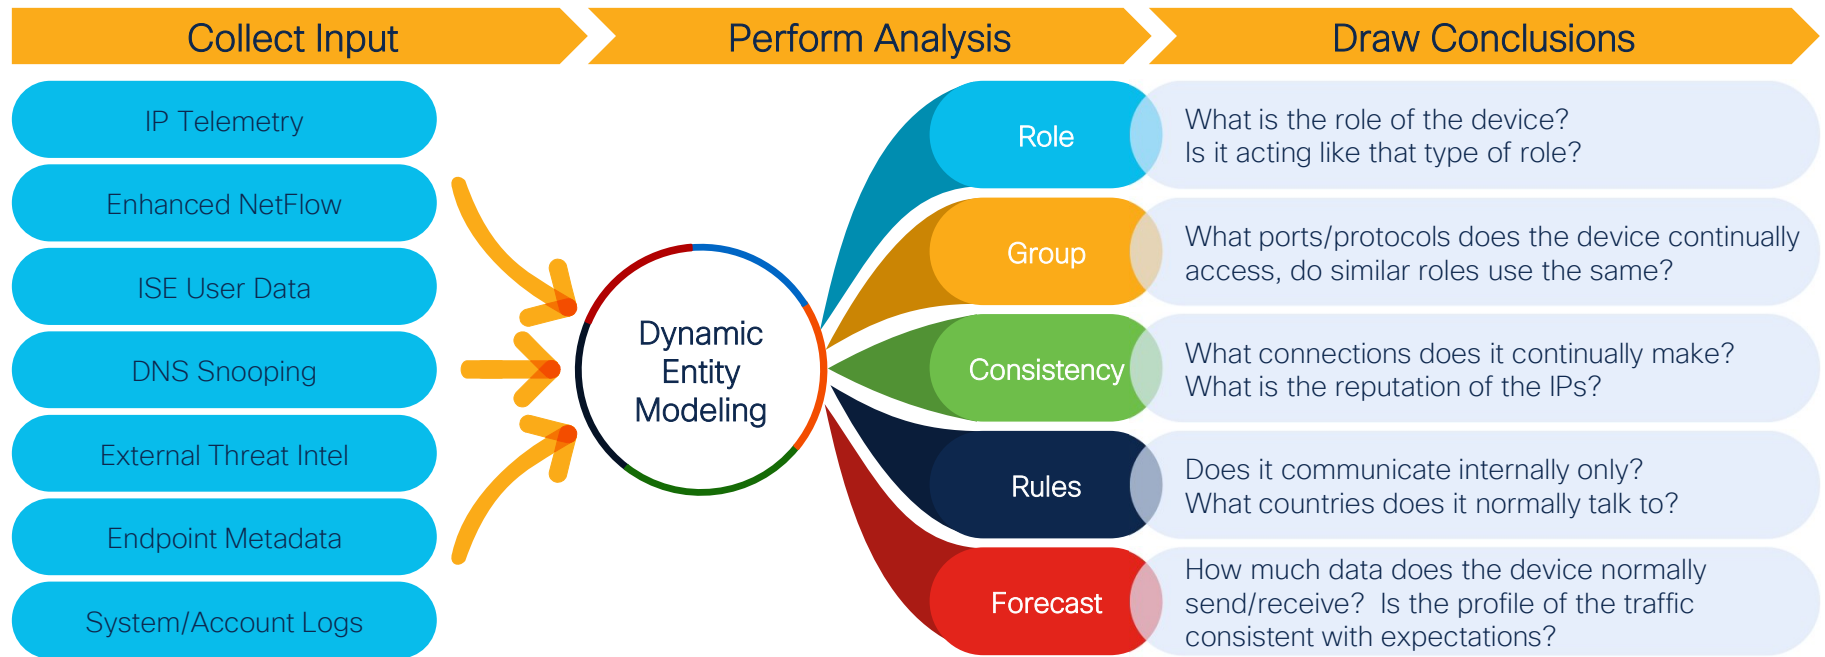 Collect Input
Perform Analysis
Draw Conclusions
IP Telemetry
Enhanced NetFlow
ISE User Data
DNS Snooping
External Threat Intel
Endpoint Metadata
System/Account Logs
Dynamic
Entity
Modeling
Role
What is the role of the device?
Is it acting like that type of role?
Group
What ports/protocols does the device continually
access, do similar roles use the same?
Consistency
What connections does it continually make?
What is the reputation of the IPs?
Rules
Does it communicate internally only?
What countries does it normally talk to?
Forecast
How much data does the device normally
send/receive? Is the profile of the traffic
consistent with expectations?